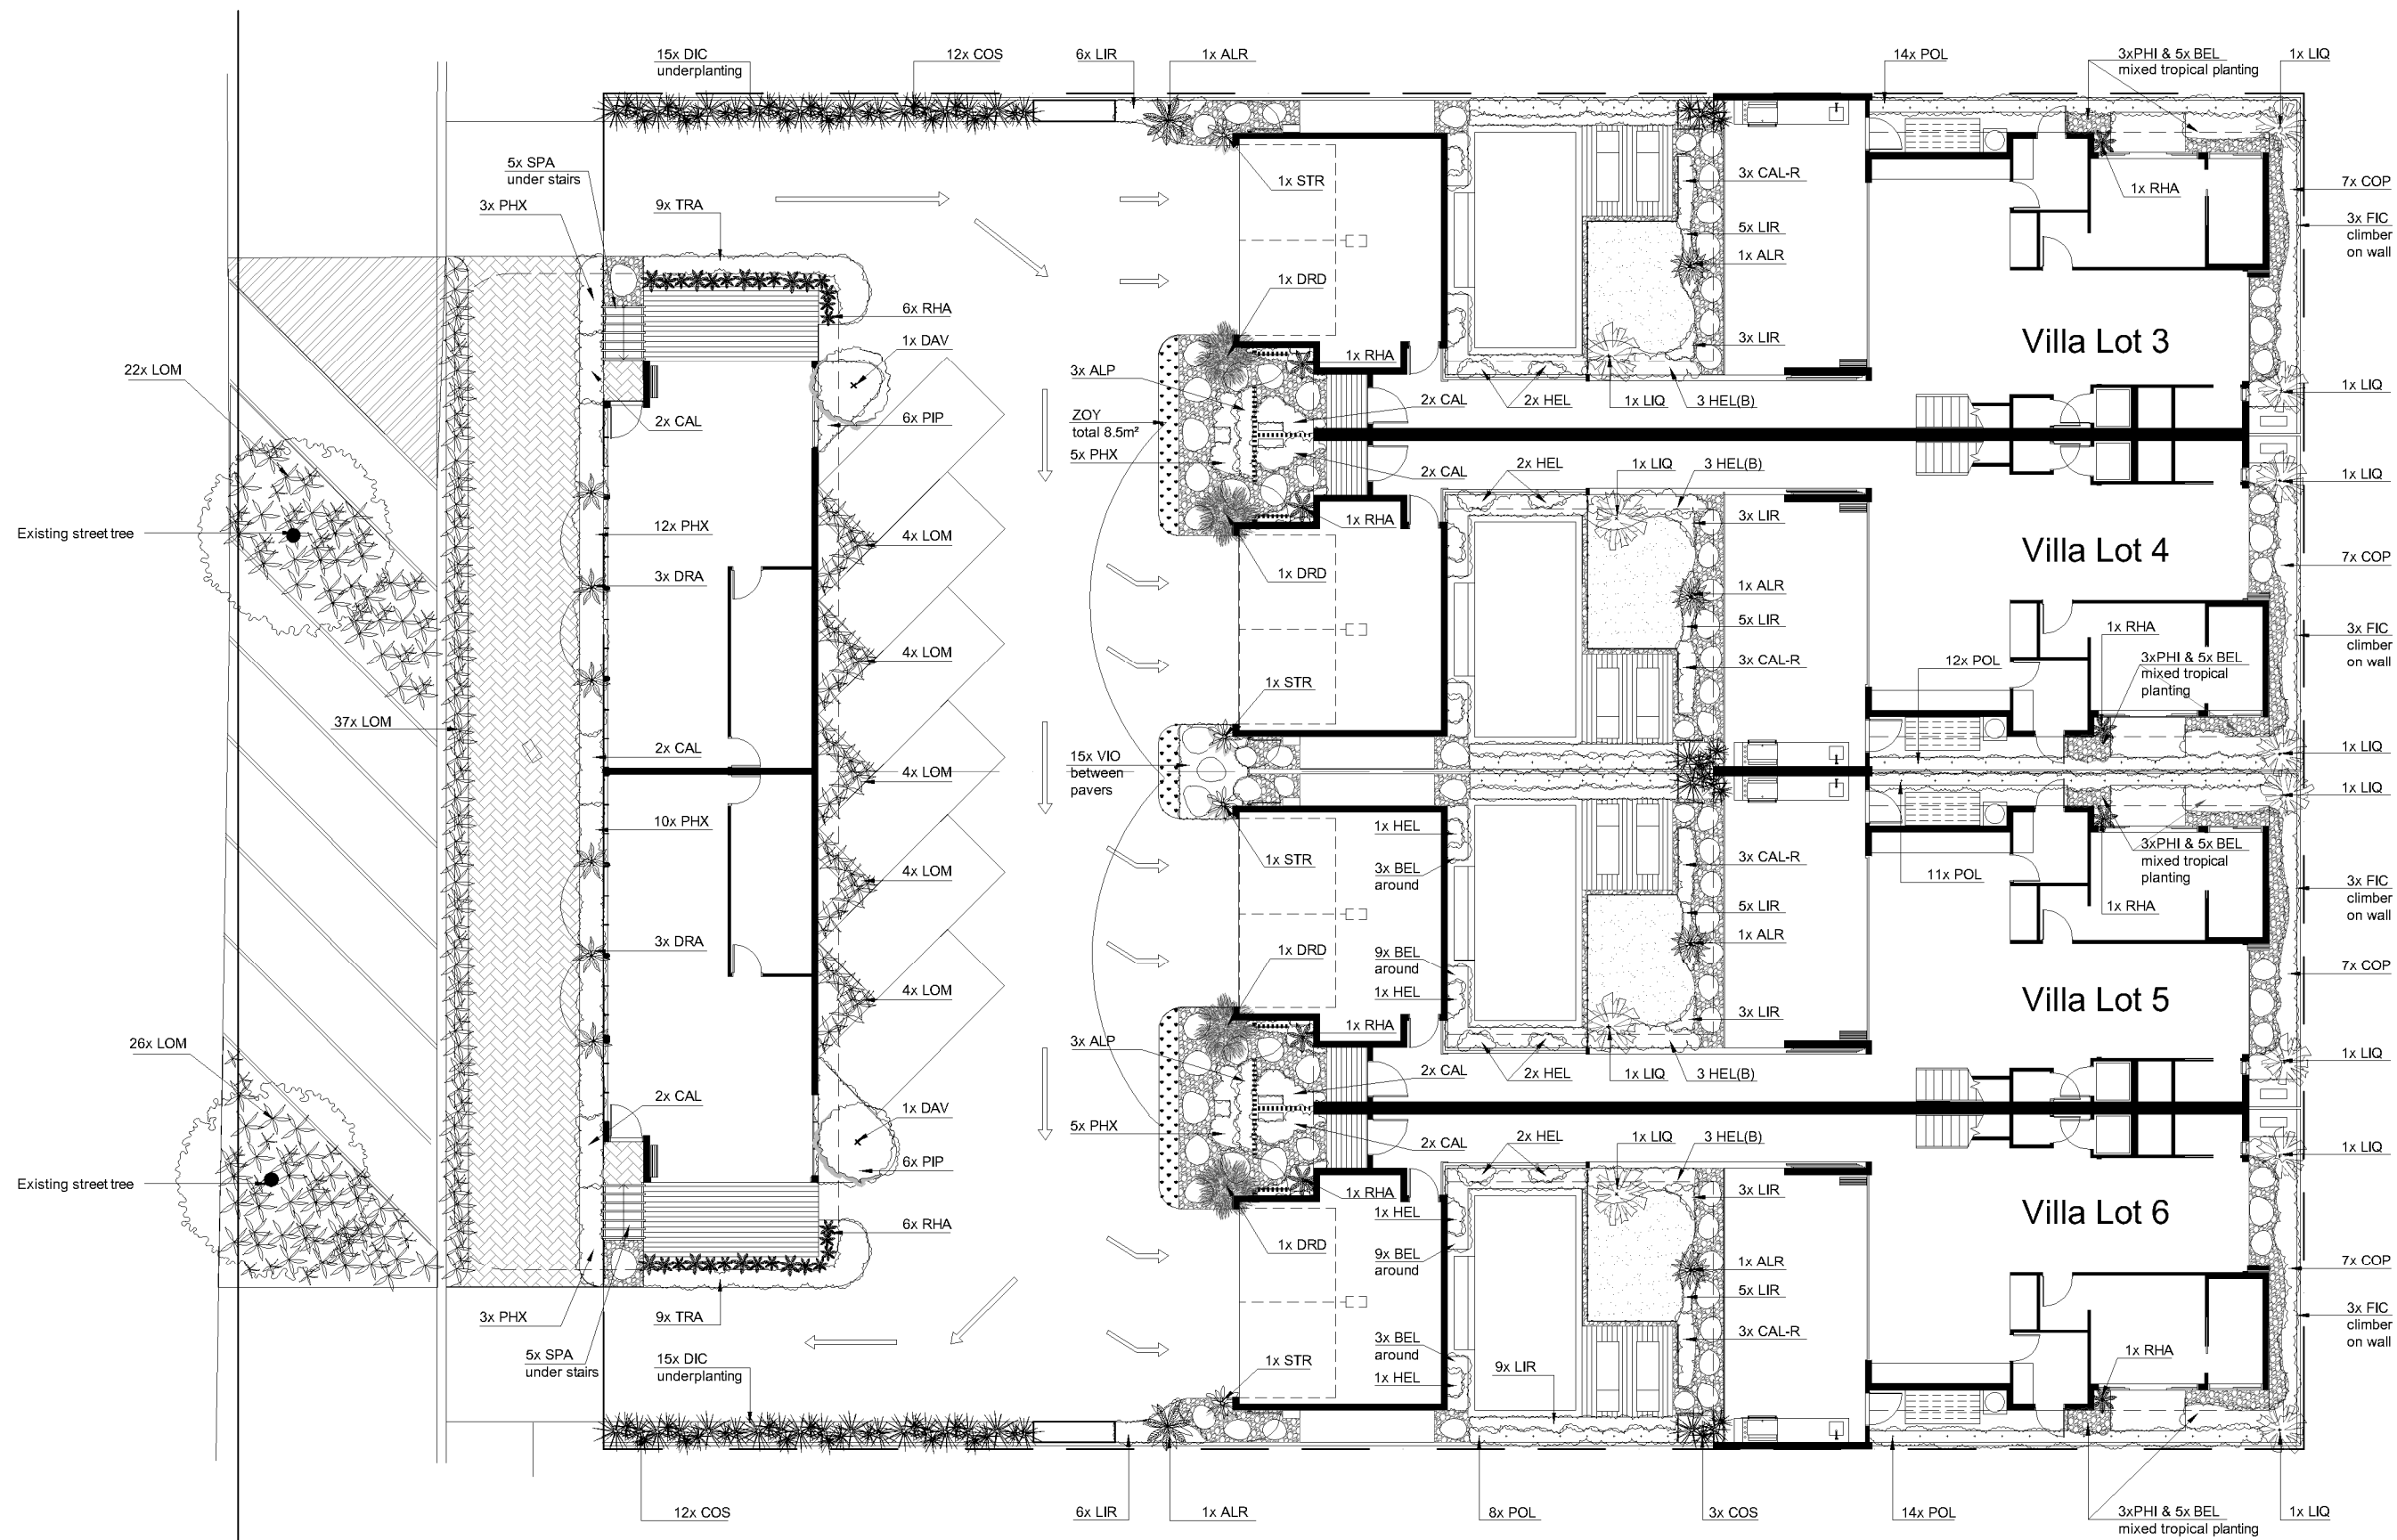 15x DIC
underplanting
12x COS
6x LIR
1x ALR
14x POL
3xPHI & 5x BEL
mixed tropical planting
1x LIQ
5x SPA
under stairs
3x PHX
9x TRA
1x STR
3x CAL-R
1x RHA
7x COP
3x FIC
climber
on wall
5x LIR
1x ALR
1x DRD
6x RHA
1x DAV
Villa Lot 3
3x LIR
1x RHA
22x LOM
3x ALP
2x CAL
6x PIP
ZOY
total 8.5m²
2x CAL
2x HEL
1x LIQ
3 HEL(B)
1x LIQ
5x PHX
2x CAL
2x HEL
1x LIQ
3 HEL(B)
1x LIQ
Existing street tree
12x PHX
4x LOM
1x RHA
3x LIR
Villa Lot 4
7x COP
3x DRA
1x DRD
1x ALR
5x LIR
1x RHA
3x FIC
climber
on wall
4x LOM
3x CAL-R
12x POL
3xPHI & 5x BEL
mixed tropical
planting
1x STR
37x LOM
2x CAL
4x LOM
15x VIO
between
pavers
1x LIQ
1x LIQ
10x PHX
1x HEL
1x STR
3x BEL
around
3x CAL-R
3xPHI & 5x BEL
mixed tropical
planting
11x POL
4x LOM
5x LIR
1x RHA
3x FIC
climber
on wall
3x DRA
1x DRD
9x BEL
around
1x ALR
7x COP
4x LOM
1x HEL
Villa Lot 5
3x LIR
1x RHA
26x LOM
3x ALP
2x CAL
2x HEL
1x LIQ
3 HEL(B)
1x LIQ
2x CAL
1x DAV
5x PHX
2x CAL
2x HEL
1x LIQ
3 HEL(B)
1x LIQ
6x PIP
Existing street tree
1x RHA
3x LIR
1x HEL
Villa Lot 6
6x RHA
1x DRD
9x BEL
around
1x ALR
7x COP
5x LIR
3x PHX
9x TRA
3x FIC
climber
on wall
3x BEL
around
3x CAL-R
5x SPA
under stairs
15x DIC
underplanting
1x STR
1x HEL
9x LIR
1x RHA
12x COS
6x LIR
1x ALR
8x POL
3x COS
14x POL
3xPHI & 5x BEL
mixed tropical planting
1x LIQ